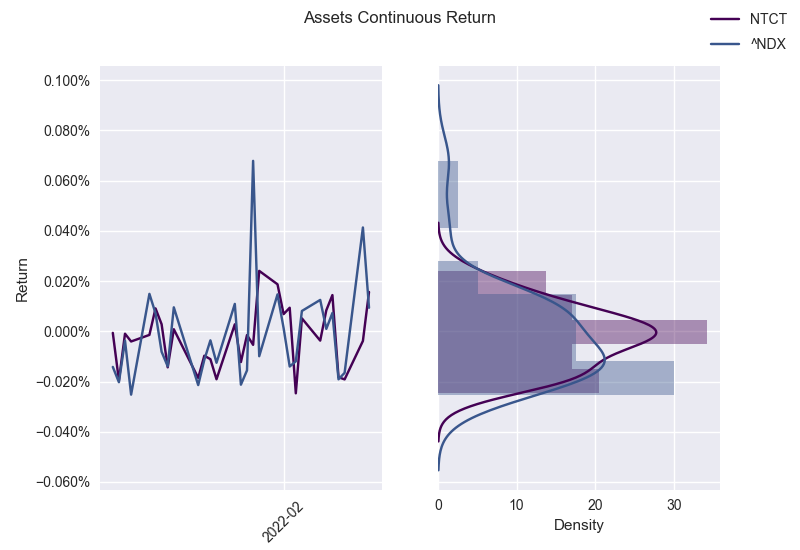 Assets Continuous Return
NTCT
^NDX
0.100%
0.080%
0.060%
0.040%
0.020%
0.000%
−0.020%
−0.040%
−0.060%
Return
2022-02
0 10 20 30
Density